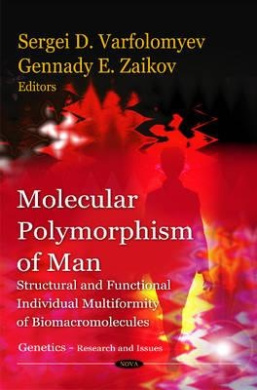 Sergei D. Varfolomyev
Gennady E. Zaikov
Editors
Molecular
Polymorphism
of Man
Structural and Functional
Individual Multiformity
of Biomacromolecules
Genetics – Research and Issues
NOVA